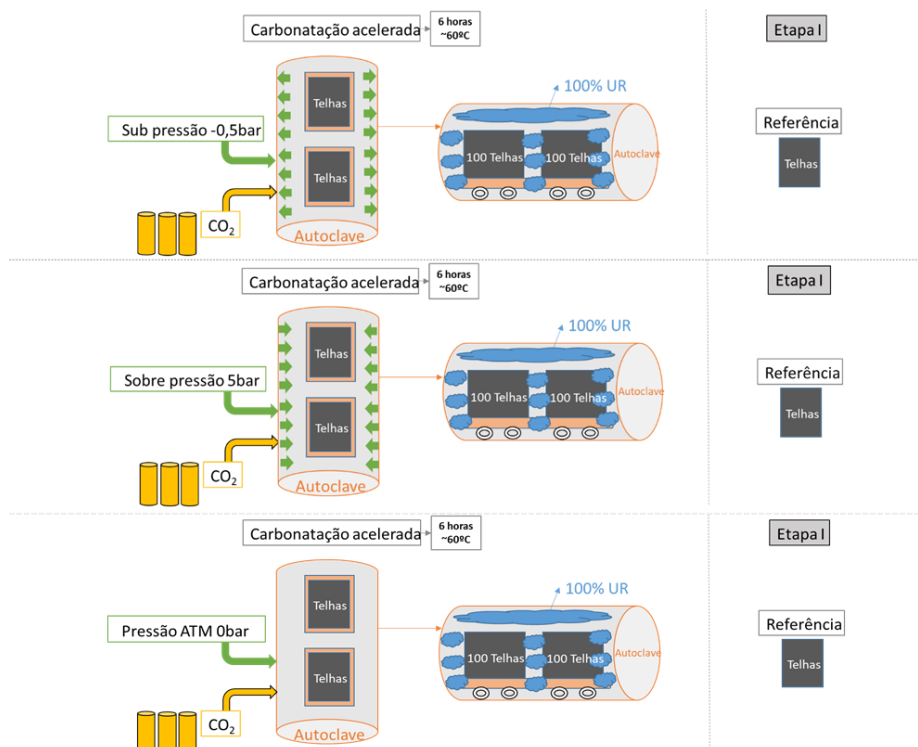 Carbonatação acelerada
6 horas
~60ºC
Etapa I
Telhas
Sub pressão -0,5bar
Telhas
CO2
Autoclave
100% UR
100 Telhas
100 Telhas
Autoclave
Referência
Telhas
Carbonatação acelerada
6 horas
~60ºC
Etapa I
Telhas
Sobre pressão 5bar
Telhas
CO2
Autoclave
100% UR
100 Telhas
100 Telhas
Autoclave
Referência
Telhas
Carbonatação acelerada
6 horas
~60ºC
Etapa I
Telhas
Pressão ATM 0bar
Telhas
CO2
Autoclave
100% UR
100 Telhas
100 Telhas
Autoclave
Referência
Telhas